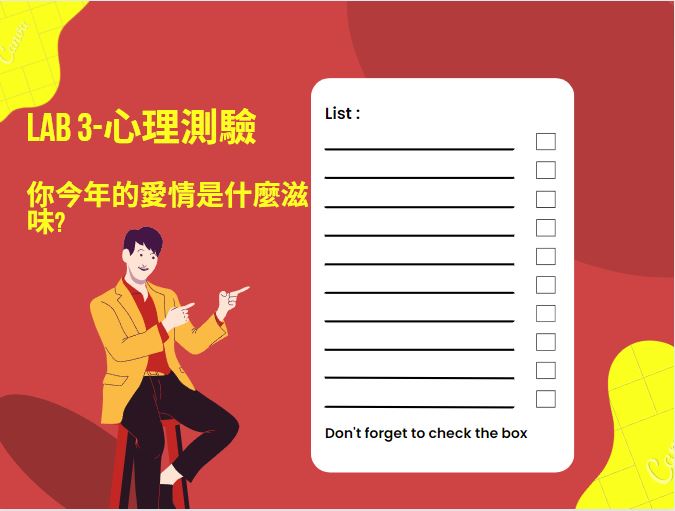 Canva
LAB 3-心理測驗
你今年的愛情是什麼滋
味?
List :
Don't forget to check the box